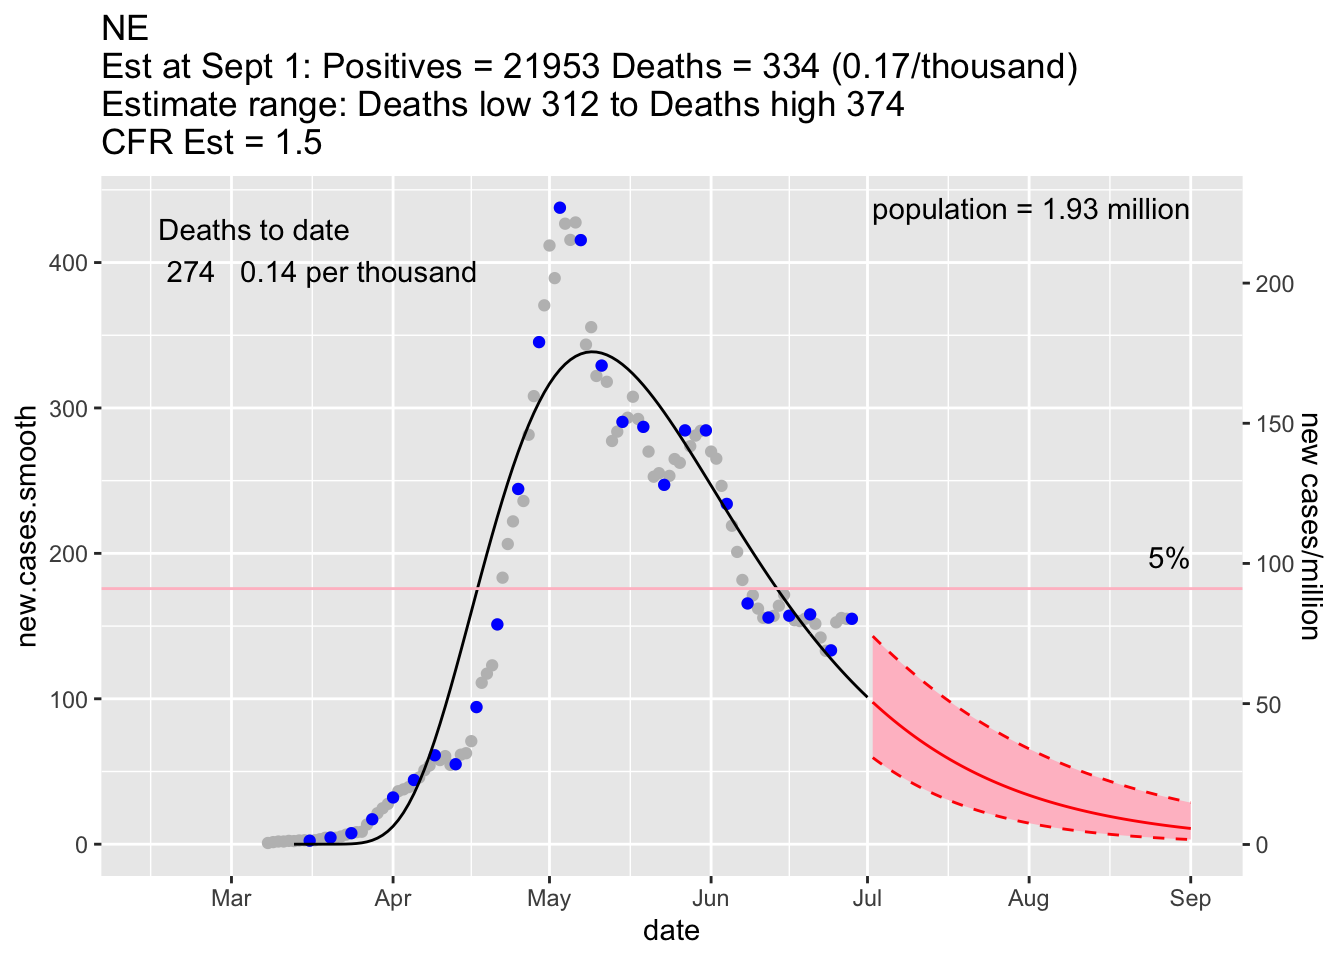 NE
Est at Sept 1: Positives = 21953 Deaths = 334 (0.17/thousand)
Estimate range: Deaths low 312 to Deaths high 374
CFR Est = 1.5
Deaths to date
274 0.14 per thousand
population = 1.93 million
5%
new.cases.smooth
400
300
200
100
0
200
150
100
50
0
new cases/million
Mar Apr May Jun Jul Aug Sep
date